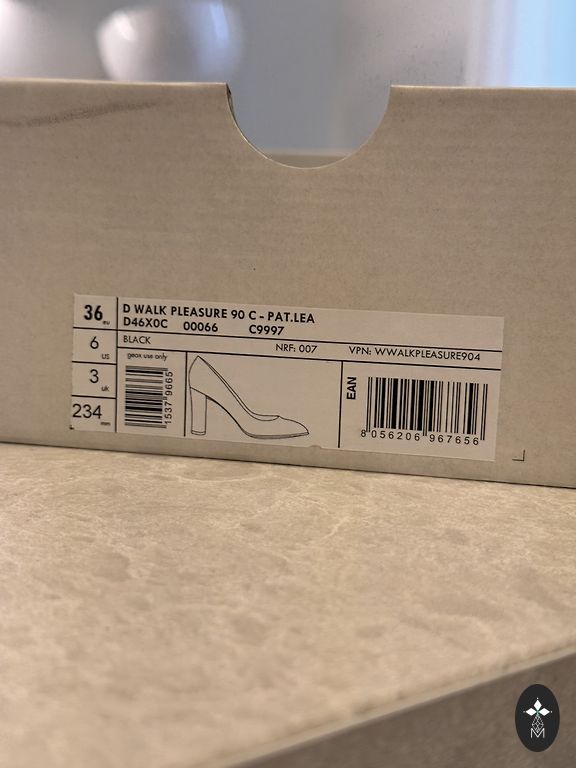 36 eu
D WALK PLEASURE 90 C - PAT.LEA
D46X0C 00066 C9997
6 US
BLACK
NRF: 007 VPN: WWALKPLEASURE904
3 uk
geox use only
1537 9665
EAN
8 056206 967656
234 mm
M